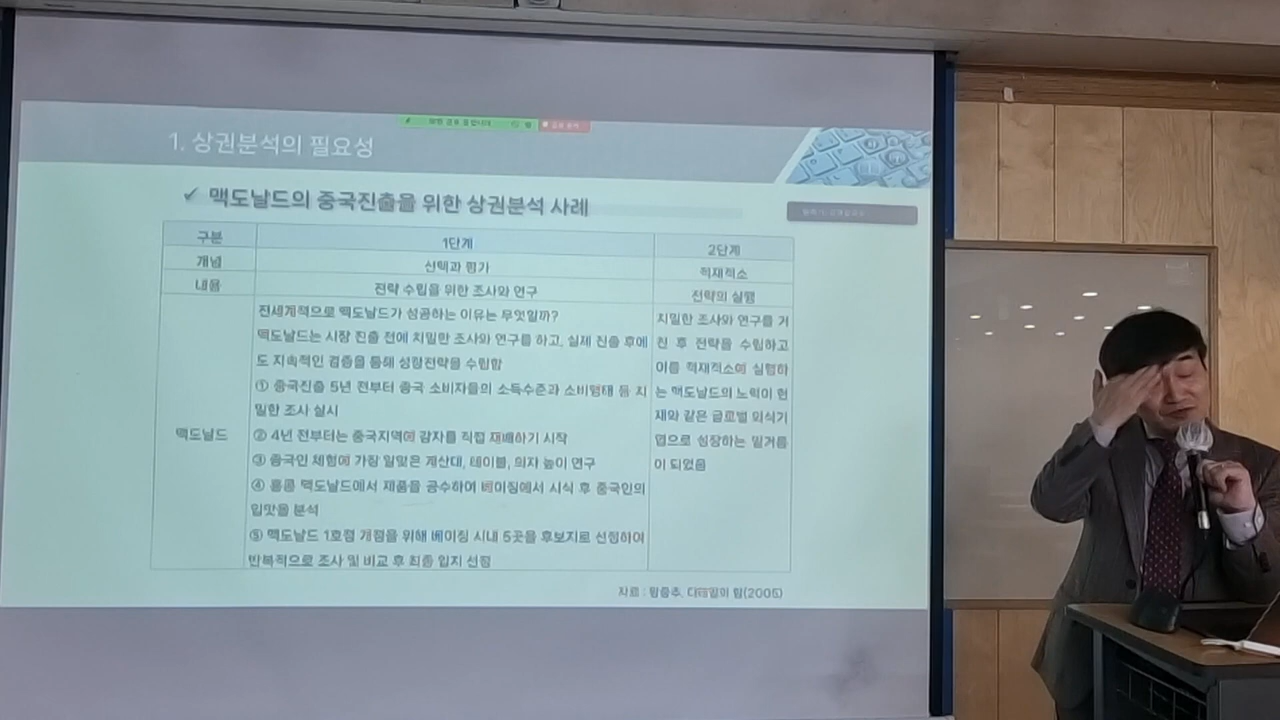 1. 상권분석의 필요성
✓ 맥도날드의 중국진출을 위한 상권분석 사례
구분 1단계 2단계
개념 선택과 평가 적재적소
내용 전략 수립을 위한 조사와 연구 전략의 실행
맥도날드
전세계적으로 맥도날드가 성공하는 이유는 무엇일까?
맥도날드는 시장 진출 전에 치밀한 조사와 연구를 하고, 실제 진출 후에
도 지속적인 검증을 통해 성장전략을 수립함
① 중국진출 5년 전부터 중국 소비자들의 소득수준과 소비행태 등 치
밀한 조사 실시
② 4년 전부터는 중국지역에 감자를 직접 재배하기 시작
③ 중국인 체형에 가장 알맞은 계산대, 테이블, 의자 높이 연구
④ 홍콩 맥도날드에서 제품을 공수하여 베이징에서 시식 후 중국인의
입맛을 분석
⑤ 맥도날드 1호점 개점을 위해 베이징 시내 5곳을 후보지로 선정하여
반복적으로 조사 및 비교 후 최종 입지 선정
치밀한 조사와 연구를 거
친 후 전략을 수립하고
이를 적재적소에 실행하
는 맥도날드의 노력이 현
재와 같은 글로벌 외식기
업으로 성장하는 밑거름
이 되었음
자료 : (2005)